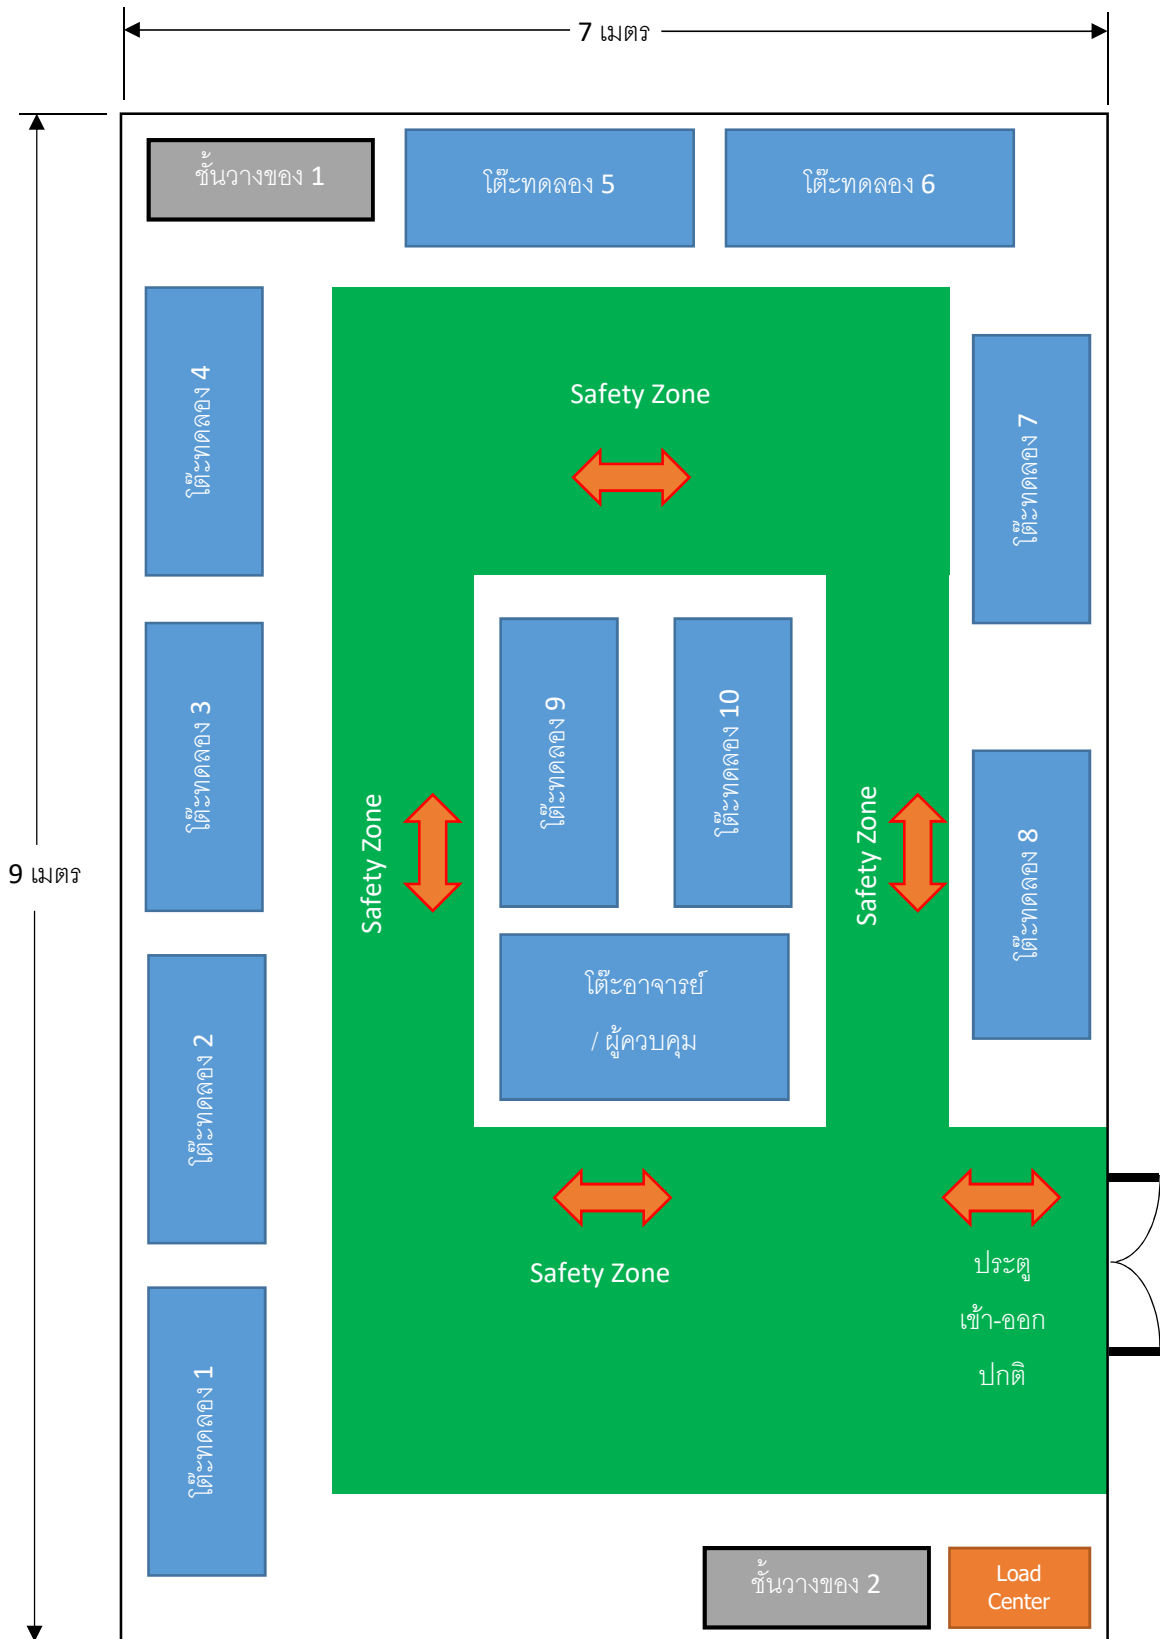 7 เมตร
ชั้นวางของ 1
โต๊ะทดลอง 5
โต๊ะทดลอง 6
โต๊ะทดลอง 4
Safety Zone
โต๊ะทดลอง 7
โต๊ะทดลอง 3
โต๊ะทดลอง 9
โต๊ะทดลอง 10
Safety Zone
Safety Zone
9 เมตร
โต๊ะทดลอง 8
โต๊ะอาจารย์
/ ผู้ควบคุม
โต๊ะทดลอง 2
Safety Zone
ประตู
เข้า-ออก
ปกติ
โต๊ะทดลอง 1
ชั้นวางของ 2
Load
Center